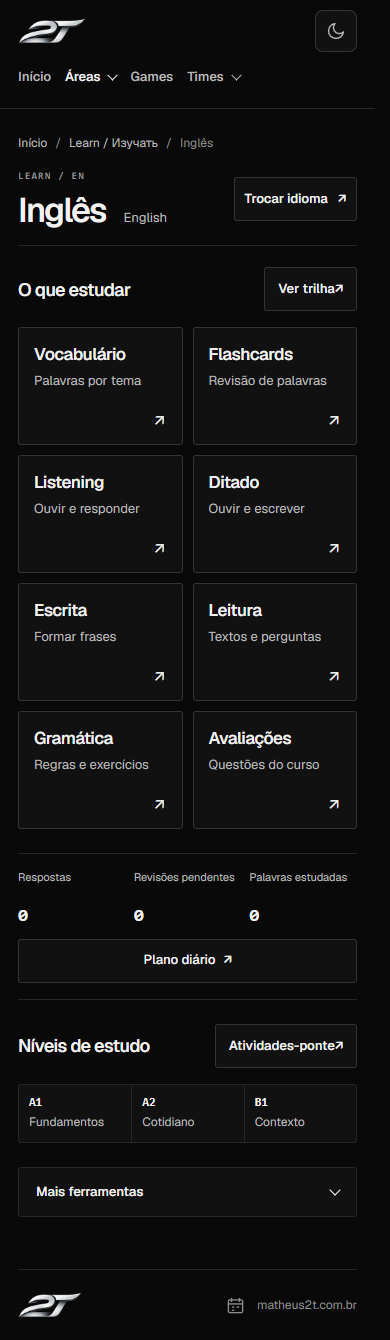 2T
Início Áreas Games Times
Início / Learn / Изучать / Inglês
LEARN / EN
Inglês English
Trocar idioma ↗
O que estudar
Ver trilha↗
Vocabulário
Palavras por tema
↗
Flashcards
Revisão de palavras
↗
Listening
Ouvir e responder
↗
Ditado
Ouvir e escrever
↗
Escrita
Formar frases
↗
Leitura
Textos e perguntas
↗
Gramática
Regras e exercícios
↗
Avaliações
Questões do curso
↗
Respostas
0
Revisões pendentes
0
Palavras estudadas
0
Plano diário ↗
Níveis de estudo
Atividades-ponte↗
A1
Fundamentos
A2
Cotidiano
B1
Contexto
Mais ferramentas
2T
matheus2t.com.br